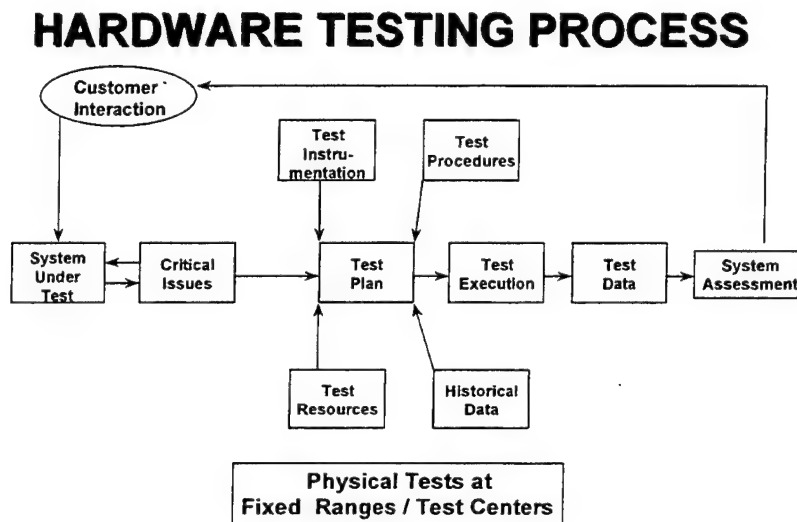 HARDWARE TESTING PROCESS
Customer
Interaction
Test
Instru-
mentation
Test
Procedures
System
Under
Test
Critical
Issues
Test
Plan
Test
Execution
Test
Data
System
Assessment
Test
Resources
Historical
Data
Physical Tests at
Fixed Ranges / Test Centers